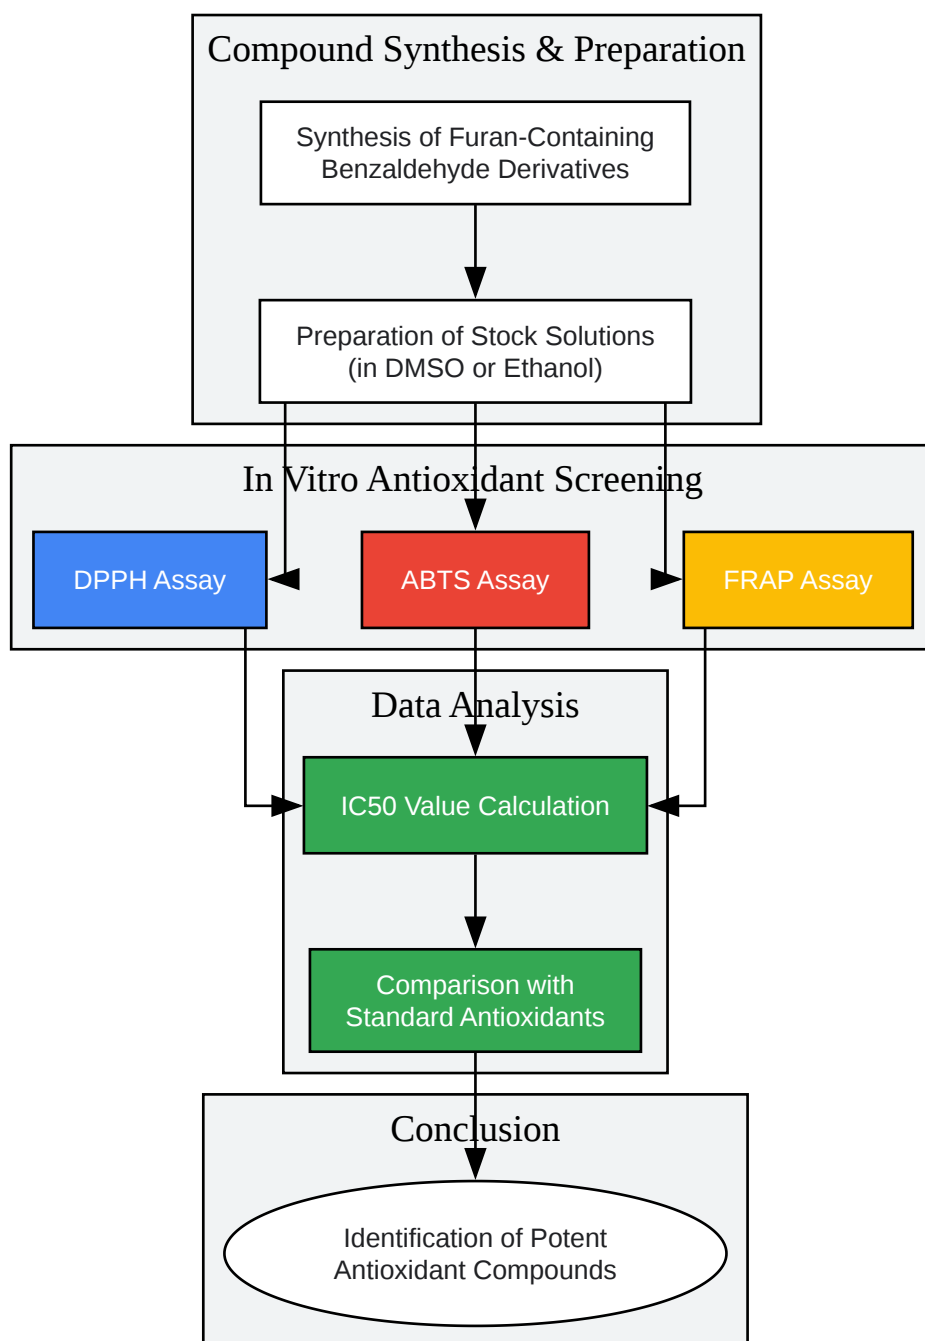 Compound Synthesis & Preparation
Synthesis of Furan-Containing
Benzaldehyde Derivatives
Preparation of Stock Solutions
(in DMSO or Ethanol)
In Vitro Antioxidant Screening
DPPH Assay
ABTS Assay
FRAP Assay
Data Analysis
IC50 Value Calculation
Comparison with
Standard Antioxidants
Conclusion
Identification of Potent
Antioxidant Compounds